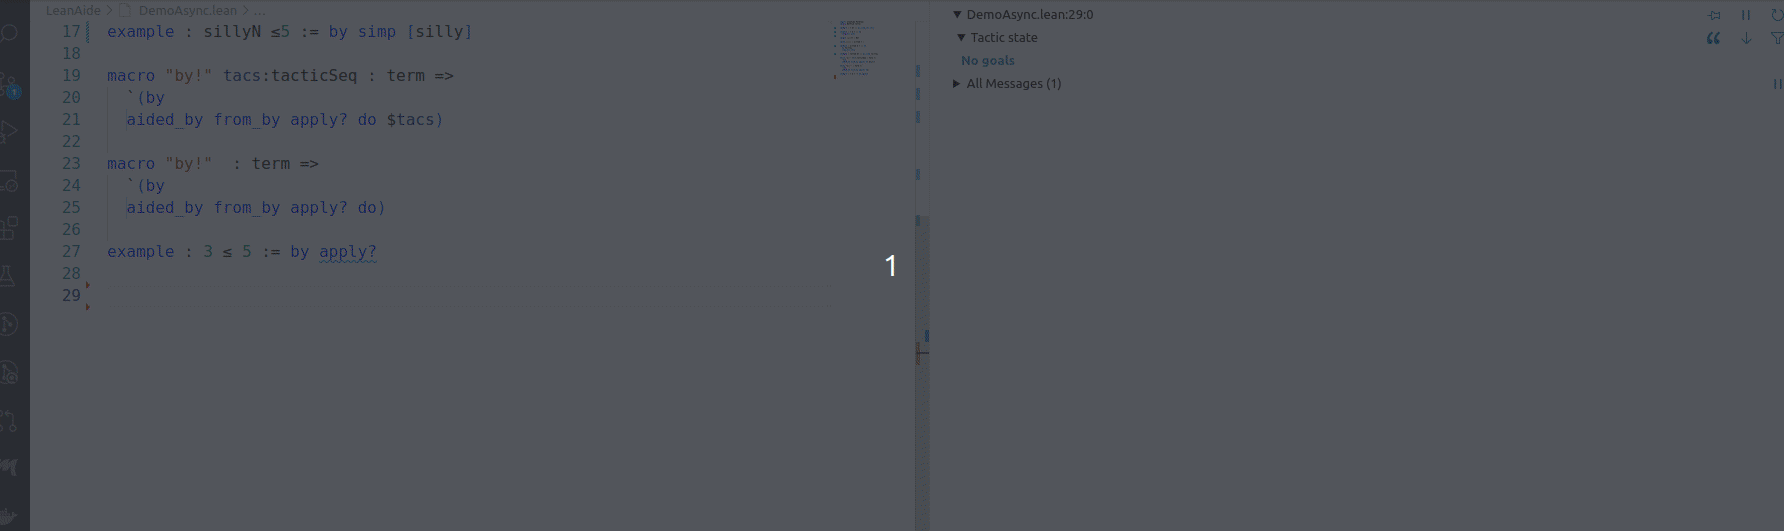 LeanAide > DemoAsync.lean > ...
17 example : sillyN ≤5 := by simp [silly]
18
19 macro "by!" tacs:tacticSeq : term =>
20 `(by
21 aided_by from_by apply? do $tacs)
22
23 macro "by!"  : term =>
24 `(by
25 aided_by from_by apply? do)
26
27 example : 3 ≤ 5 := by apply?
28
29
1
DemoAsync.lean:29:0
Tactic state
No goals
All Messages (1)